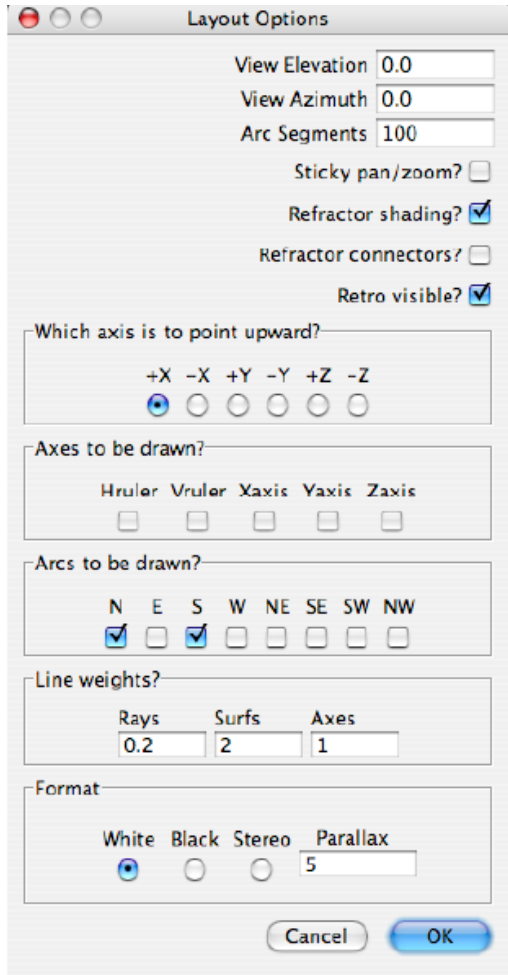 Layout Options
View Elevation 0.0
View Azimuth 0.0
Arc Segments 100
Sticky pan/zoom?
Refractor shading?
Refractor connectors?
Retro visible?
Which axis is to point upward?
+X -X +Y -Y +Z -Z
Axes to be drawn?
Hruler Vruler Xaxis Yaxis Zaxis
Arcs to be drawn?
N E S W NE SE SW NW
Line weights?
Rays Surfs Axes
0.2 2 1
Format
White Black Stereo Parallax
5
Cancel OK